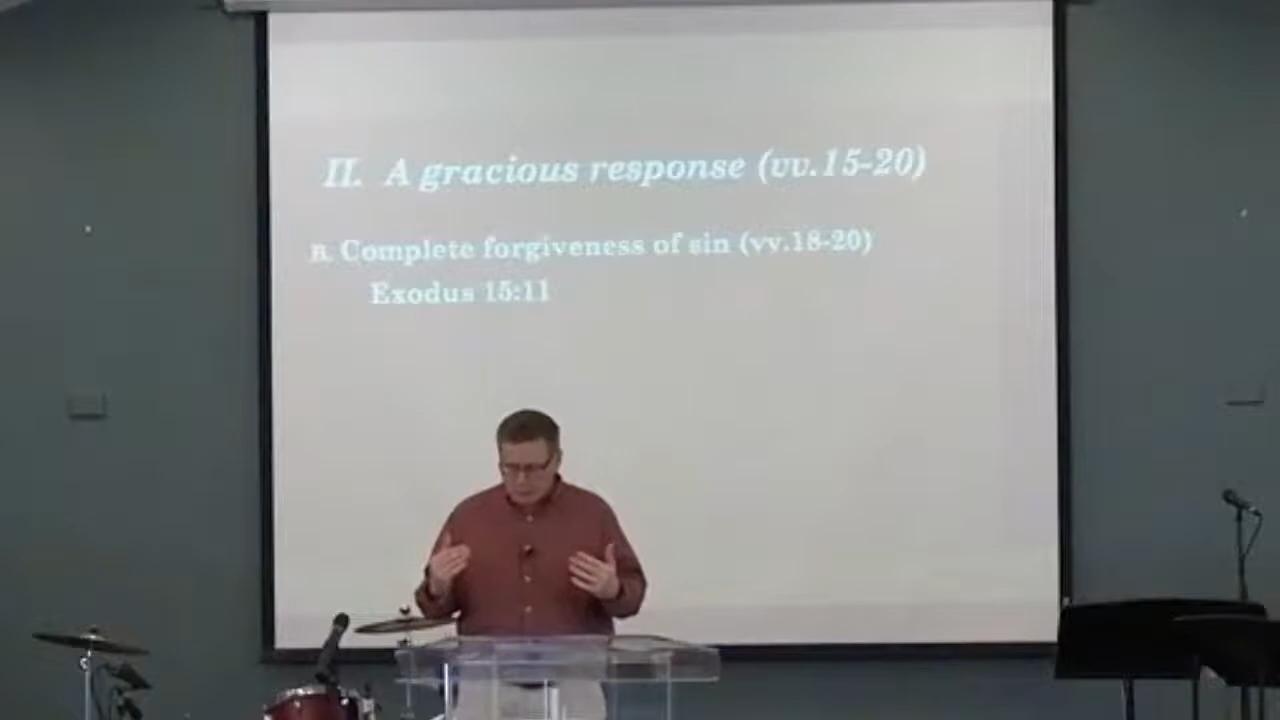 II. A gracious response (vv.15-20)
B. Complete forgiveness of sin (vv.18-20)
Exodus 15:11